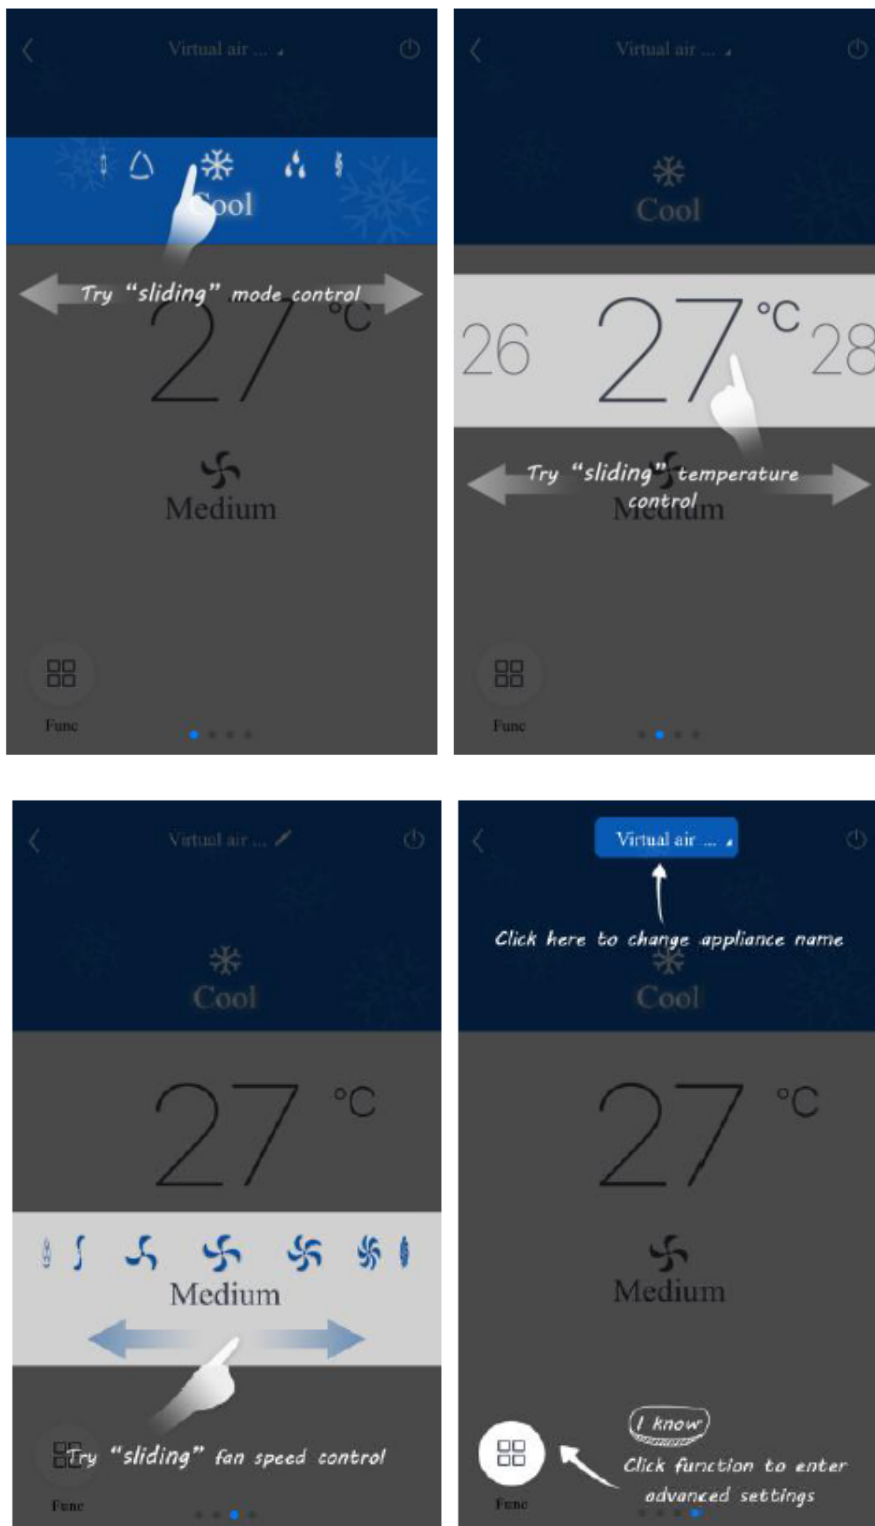 Virtual air ...
Cool
Try “sliding” mode control
27 °C
Medium
Func
Virtual air ...
Cool
26 27 °C 28
Try “sliding” temperature
control
Medium
Func
Virtual air ...
Cool
27 °C
Medium
Try “sliding” fan speed control
Func
Virtual air ...
Click here to change appliance name
Cool
27 °C
Medium
I know
Click function to enter
advanced settings
Func